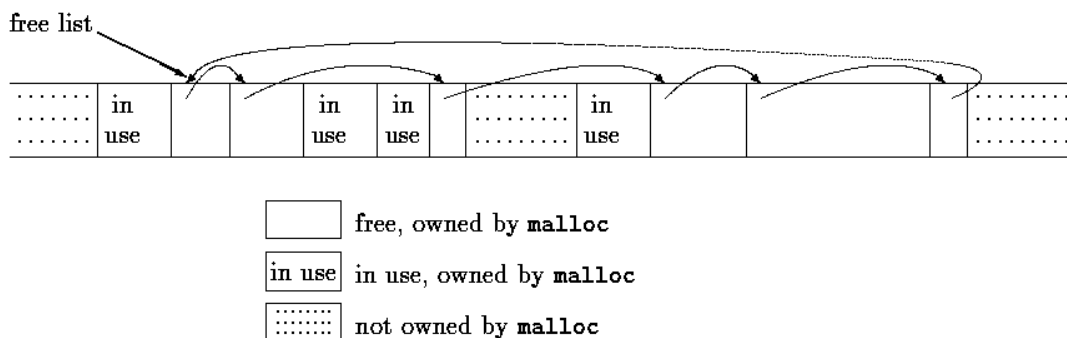 free list
in use
in use
in use
in use
free, owned by malloc
in use
in use, owned by malloc
not owned by malloc